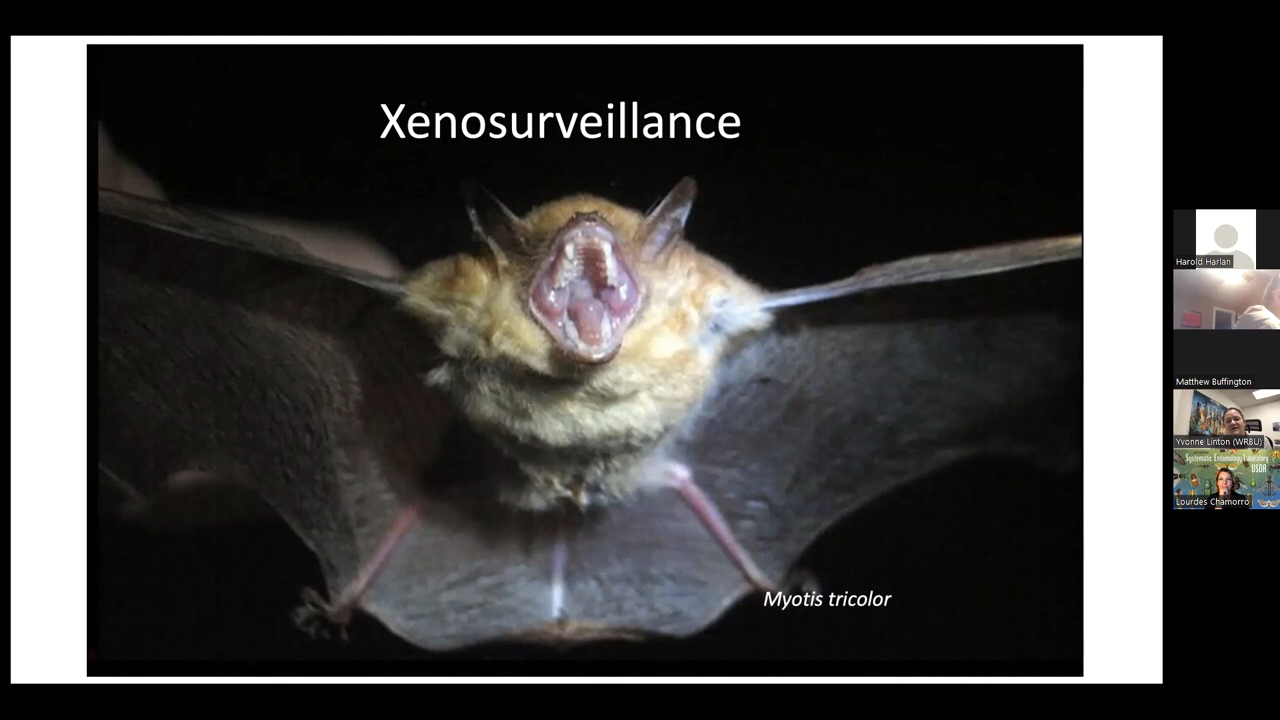 Xenosurveillance
Myotis tricolor
Harold Harlan
Matthew Buffington
Yvonne Linton (WRBU)
Systematic Entomology Laboratory
USDA
Lourdes Chamorro